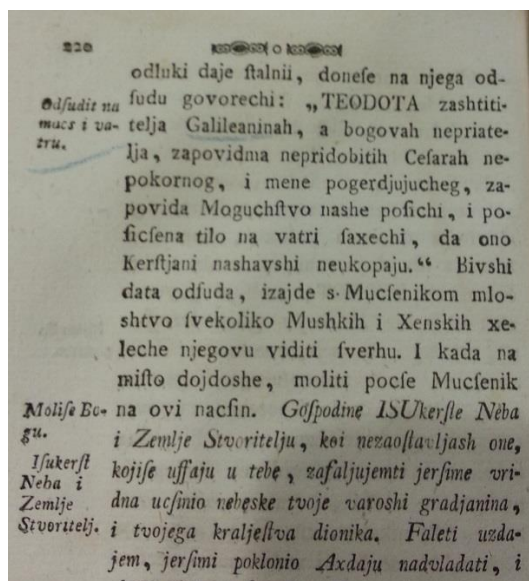 220
o
odluki daje ſtalnii, doneſe na njega od-
ſudu govorechi: „TEODOTA zashtiti-
telja Galileaninah, a bogovah nepriate-
lja, zapovidma nepridobitih Ceſarah ne-
pokornog, i mene pogerdjujucheg, za-
povida Moguchſtvo nashe poſichi, i po-
ſicſena tilo na vatri ſaxechi, da ono
Kerſtjani nashavshi neukopaju.“ Bivshi
data odſuda, izajde s Mucſenikom mlo-
shtvo ſvekoliko Mushkih i Xenskih xe-
leche njegovu viditi ſverhu. I kada na
miſto dojdoshe, moliti pocſe Mucſenik
na ovi nacſin. Goſpodine ISUkerſte Neba
i Zemlje Stvoritelju, koi nezaoſtavljash one,
kojiſe uffaju u tebe, zafaljujemti jerſime vri-
dna ucſinio nebeske tvoje varoshi gradjanina,
i tvojega kraljeſtva dionika. Faleti uzda-
jem, jerſimi poklonio Axdaju nadvladati, i
Odſudit na
macs i va-
tru.
Moliſe Bo-
gu.
Iſukerſt
Neba i
Zemlje
Stvoritelj.